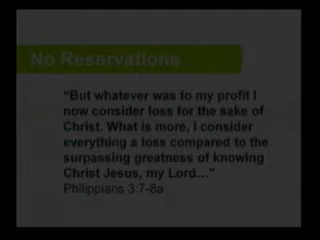 No Reservations...
"But whatever was to my profit I
now consider loss for the sake of
Christ. What is more, I consider
everything a loss compared to the
surpassing greatness of knowing
Christ Jesus, my Lord…"
Philippians 3:7-8a